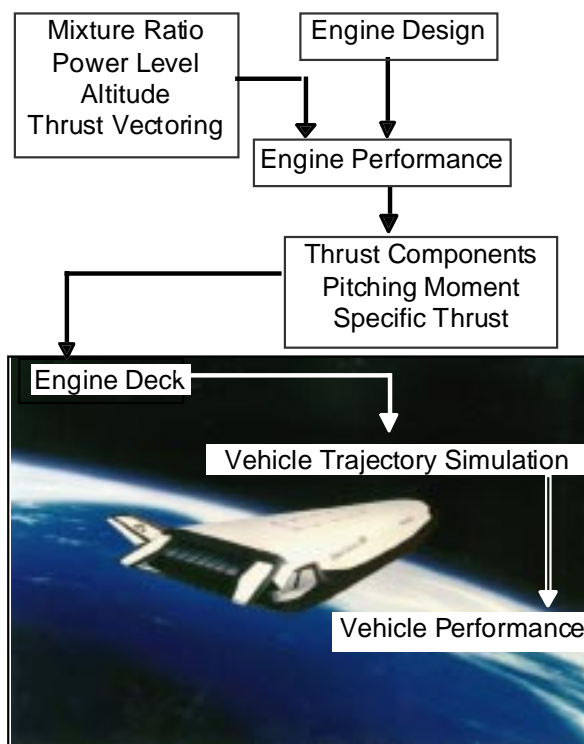 Mixture Ratio
Power Level
Altitude
Thrust Vectoring
Engine Design
Engine Performance
Thrust Components
Pitching Moment
Specific Thrust
Engine Deck
Vehicle Trajectory Simulation
Vehicle Performance